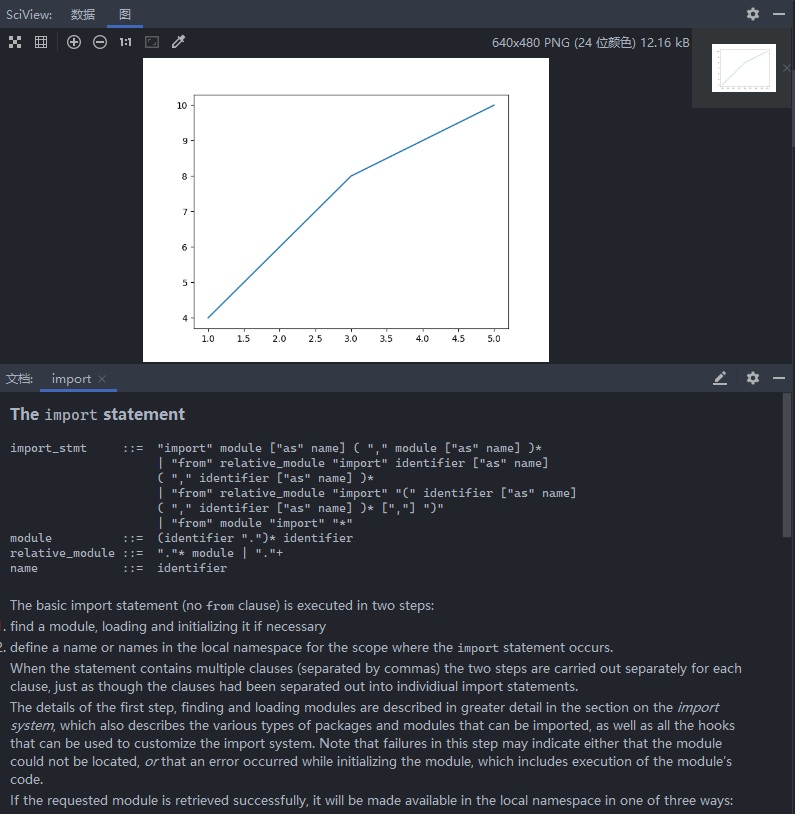 SciView: 数据 图
1:1 640x480 PNG (24 位颜色) 12.16 kB
10
9
8
7
6
5
4
1.0 1.5 2.0 2.5 3.0 3.5 4.0 4.5 5.0
文档: import
The import statement
import_stmt ::= "import" module ["as" name] ( "," module ["as" name] )*
| "from" relative_module "import" identifier ["as" name]
( "," identifier ["as" name] )*
| "from" relative_module "import" "(" identifier ["as" name]
( "," identifier ["as" name] )* [","] ")"
| "from" module "import" "*"
module ::= (identifier ".")* identifier
relative_module ::= "."* module | "."+
name ::= identifier
The basic import statement (no from clause) is executed in two steps:
. find a module, loading and initializing it if necessary
2. define a name or names in the local namespace for the scope where the import statement occurs.
When the statement contains multiple clauses (separated by commas) the two steps are carried out separately for each
clause, just as though the clauses had been separated out into individiual import statements.
The details of the first step, finding and loading modules are described in greater detail in the section on the import
system, which also describes the various types of packages and modules that can be imported, as well as all the hooks
that can be used to customize the import system. Note that failures in this step may indicate either that the module
could not be located, or that an error occurred while initializing the module, which includes execution of the module's
code.
If the requested module is retrieved successfully, it will be made available in the local namespace in one of three ways: